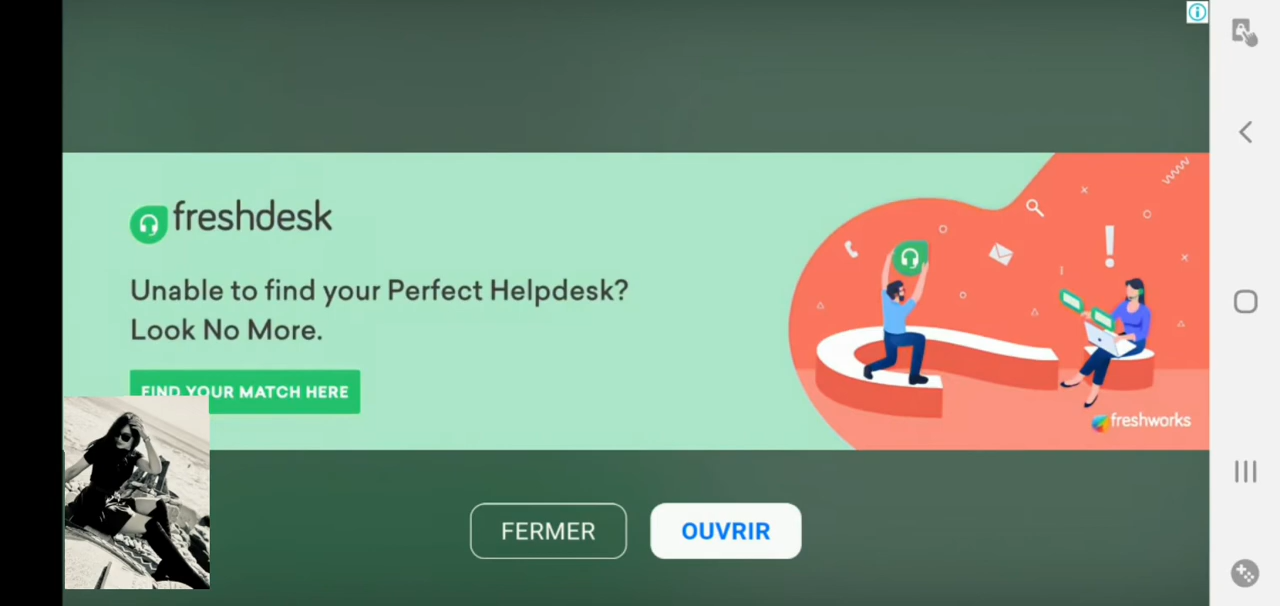 freshdesk
Unable to find your Perfect Helpdesk?
Look No More.
FIND YOUR MATCH HERE
freshworks
FERMER
OUVRIR